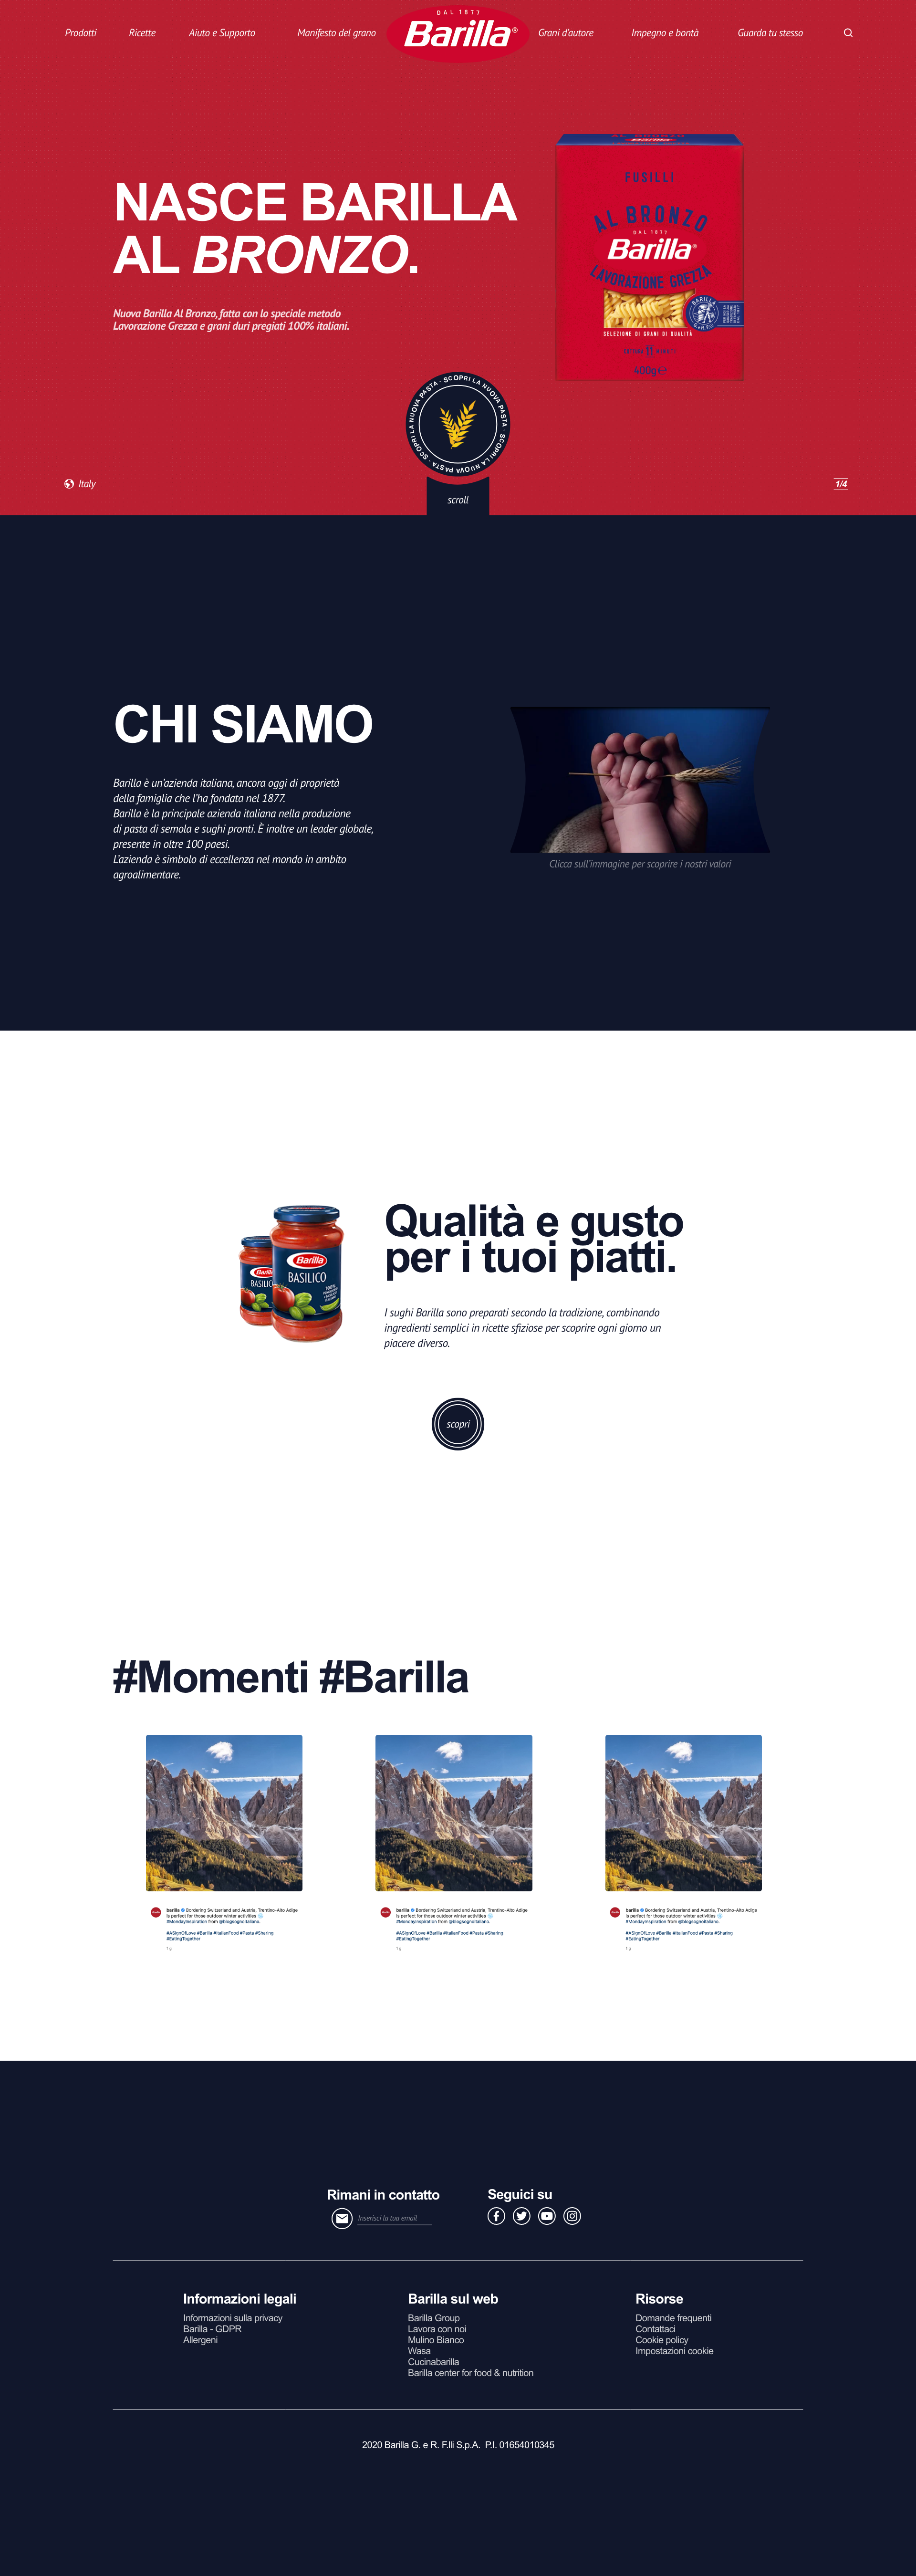 Prodotti
Ricette
Aiuto e Supporto
Manifesto del grano
DAL 1877
Barilla®
Grani d'autore
Impegno e bontà
Guarda tu stesso
NASCE BARILLA
AL BRONZO.
Nuova Barilla Al Bronzo, fatta con lo speciale metodo
Lavorazione Grezza e grani duri pregiati 100% italiani.
Barilla
FUSILLI
AL BRONZO
DAL 1877
Barilla®
LAVORAZIONE GREZZA
BARILLA
SELEZIONE DI GRANI DI QUALITÀ
11
400g℮
SCOPRI LA NUOVA PASTA · SCOPRI LA NUOVA PASTA · SCOPRI LA NUOVA PASTA ·
scroll
Italy
1/4
CHI SIAMO
Barilla è un'azienda italiana, ancora oggi di proprietà
della famiglia che l'ha fondata nel 1877.
Barilla è la principale azienda italiana nella produzione
di pasta di semola e sughi pronti. È inoltre un leader globale,
presente in oltre 100 paesi.
L'azienda è simbolo di eccellenza nel mondo in ambito
agroalimentare.
Clicca sull'immagine per scoprire i nostri valori
Barilla
BASILICO
Barilla
BASILICO
100%
Qualità e gusto
per i tuoi piatti.
I sughi Barilla sono preparati secondo la tradizione, combinando
ingredienti semplici in ricette sfiziose per scoprire ogni giorno un
piacere diverso.
scopri
#Momenti #Barilla
barilla Bordering Switzerland and Austria, Trentino-Alto Adige
is perfect for those outdoor winter activities
#MondayInspiration from @blogsognoitaliano.
#ASignOfLove #Barilla #ItalianFood #Pasta #Sharing
#EatingTogether
1 g
barilla Bordering Switzerland and Austria, Trentino-Alto Adige
is perfect for those outdoor winter activities
#MondayInspiration from @blogsognoitaliano.
#ASignOfLove #Barilla #ItalianFood #Pasta #Sharing
#EatingTogether
1 g
barilla Bordering Switzerland and Austria, Trentino-Alto Adige
is perfect for those outdoor winter activities
#MondayInspiration from @blogsognoitaliano.
#ASignOfLove #Barilla #ItalianFood #Pasta #Sharing
#EatingTogether
1 g
Rimani in contatto
Inserisci la tua email
Seguici su
Informazioni legali
Informazioni sulla privacy
Barilla - GDPR
Allergeni
Barilla sul web
Barilla Group
Lavora con noi
Mulino Bianco
Wasa
Cucinabarilla
Barilla center for food & nutrition
Risorse
Domande frequenti
Contattaci
Cookie policy
Impostazioni cookie
2020 Barilla G. e R. F.lli S.p.A. P.I. 01654010345